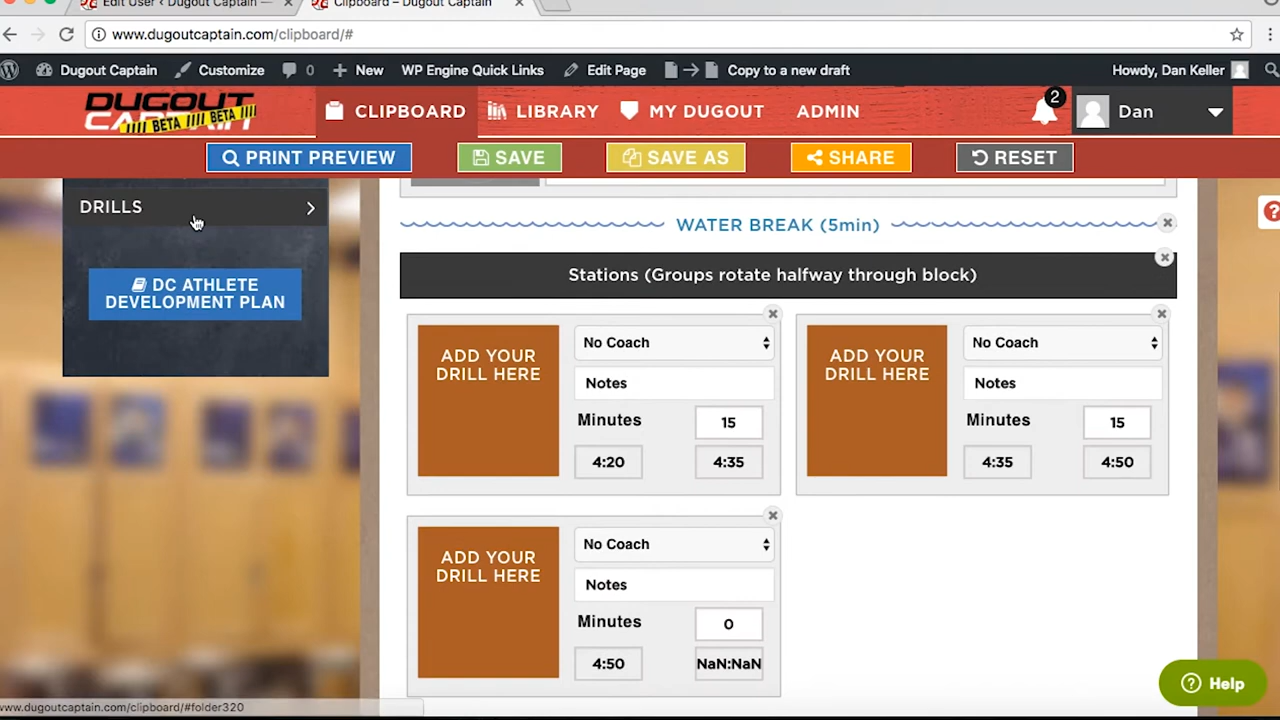 Edit User < Dugout Captain —
Clipboard – Dugout Captain
www.dugoutcaptain.com/clipboard/#
Dugout Captain
Customize
0
New
WP Engine Quick Links
Edit Page
Copy to a new draft
Howdy, Dan Keller
DUGOUT
CAPTAIN
BETA BETA
CLIPBOARD
LIBRARY
MY DUGOUT
ADMIN
2
Dan
PRINT PREVIEW
SAVE
SAVE AS
SHARE
RESET
DRILLS
DC ATHLETE
DEVELOPMENT PLAN
WATER BREAK (5min)
Stations (Groups rotate halfway through block)
ADD YOUR
DRILL HERE
No Coach
Notes
Minutes
15
4:20
4:35
ADD YOUR
DRILL HERE
No Coach
Notes
Minutes
15
4:35
4:50
ADD YOUR
DRILL HERE
No Coach
Notes
Minutes
0
4:50
NaN:NaN
Help
www.dugoutcaptain.com/clipboard/#folder320